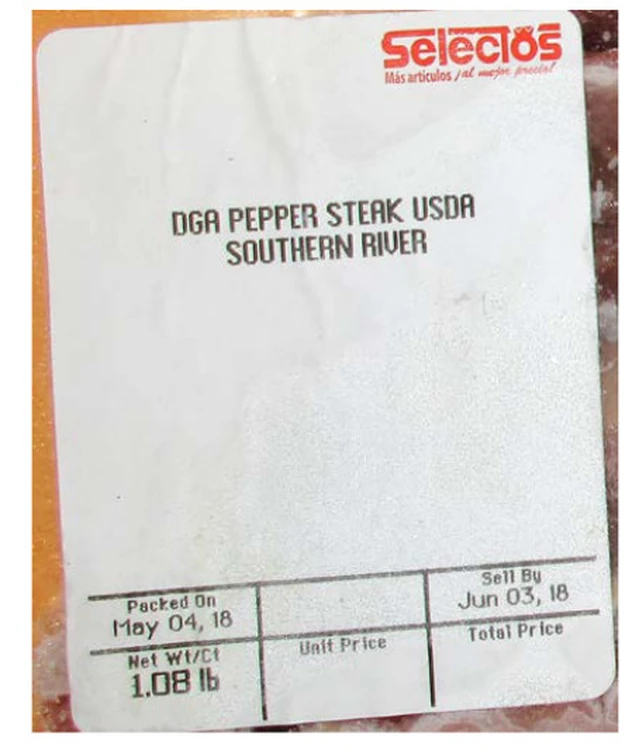 Selectos
Más artículos ¡al mejor precio!
DGA PEPPER STEAK USDA
SOUTHERN RIVER
Packed On
May 04, 18
Sell By
Jun 03, 18
Net Wt/Ct
1.08 lb
Unit Price
Total Price